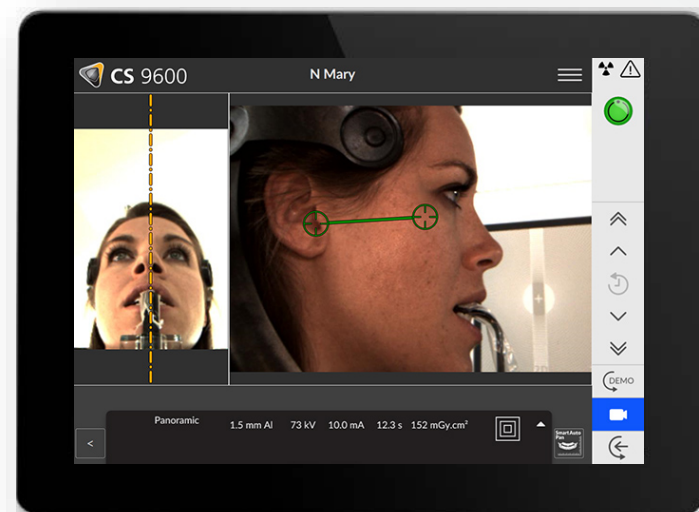 CS 9600
N Mary
DEMO
Panoramic 1.5 mm Al 73 kV 10.0 mA 12.3 s 152 mGy.cm²
Smart Auto
Pan
<